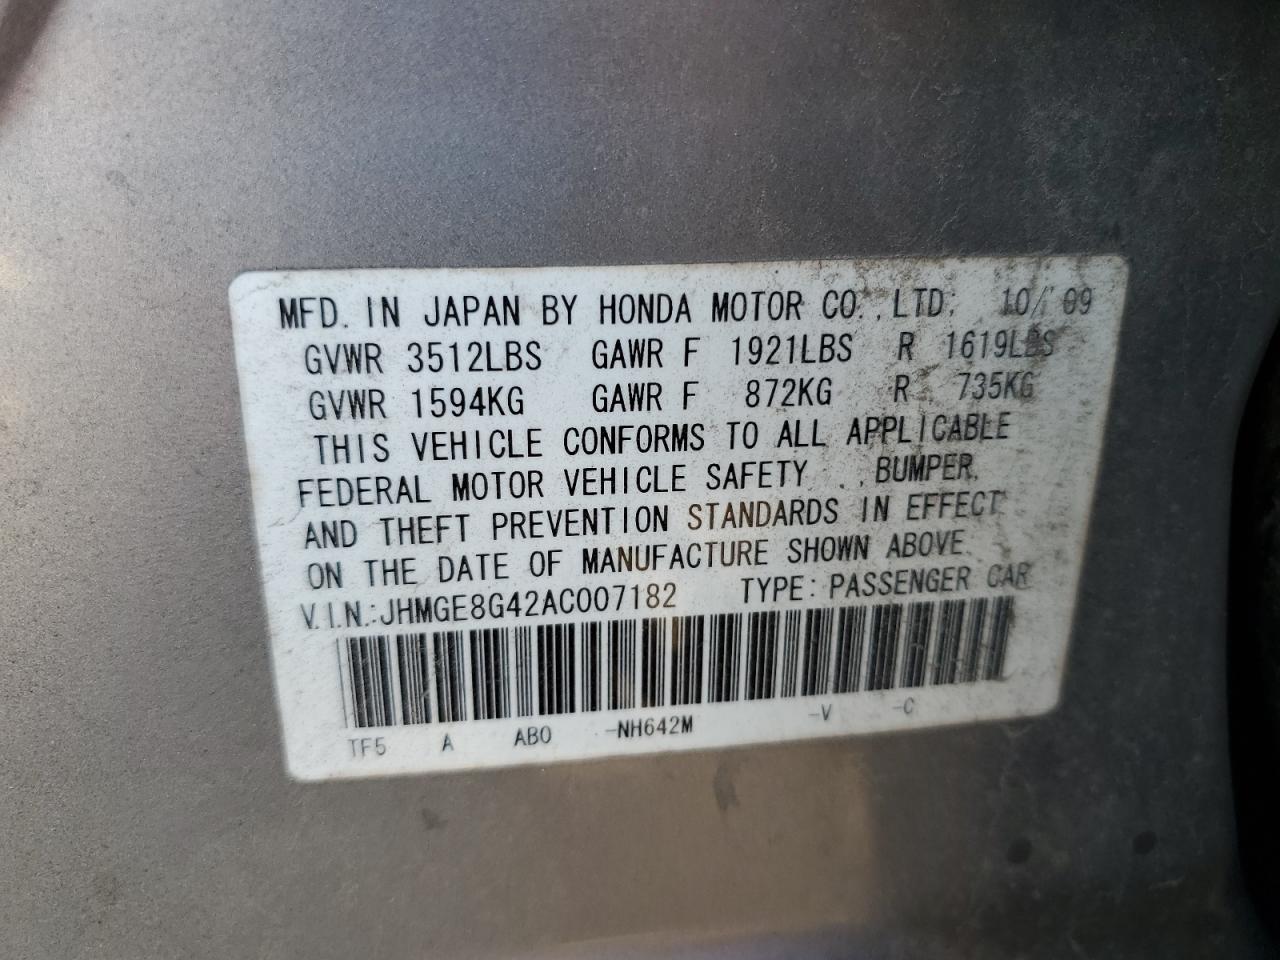 MFD. IN JAPAN BY HONDA MOTOR CO., LTD. 10/'09
GVWR 3512LBS GAWR F 1921LBS R 1619LBS
GVWR 1594KG GAWR F 872KG R 735KG
THIS VEHICLE CONFORMS TO ALL APPLICABLE
FEDERAL MOTOR VEHICLE SAFETY , BUMPER,
AND THEFT PREVENTION STANDARDS IN EFFECT
ON THE DATE OF MANUFACTURE SHOWN ABOVE.
V.I.N.:JHMGE8G42AC007182 TYPE: PASSENGER CAR
TF5 A AB0 -NH642M -V -C